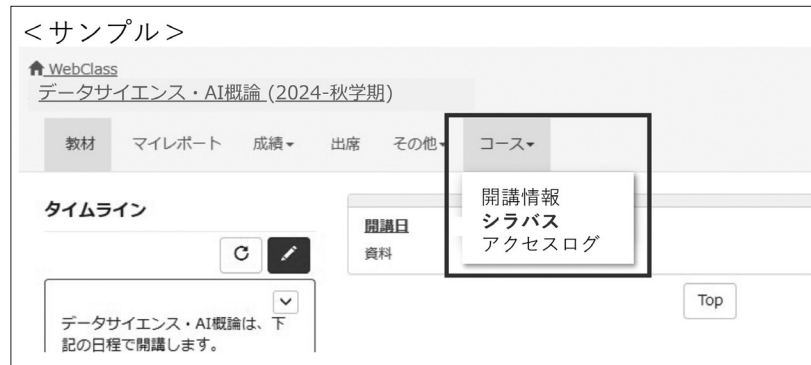 ＜サンプル＞
WebClass
データサイエンス・AI概論 (2024-秋学期)
教材 マイレポート 成績▾ 出席 その他▾ コース▾
開講情報
シラバス
アクセスログ
タイムライン
開講日
資料
Top
データサイエンス・AI概論は、下
記の日程で開講します。